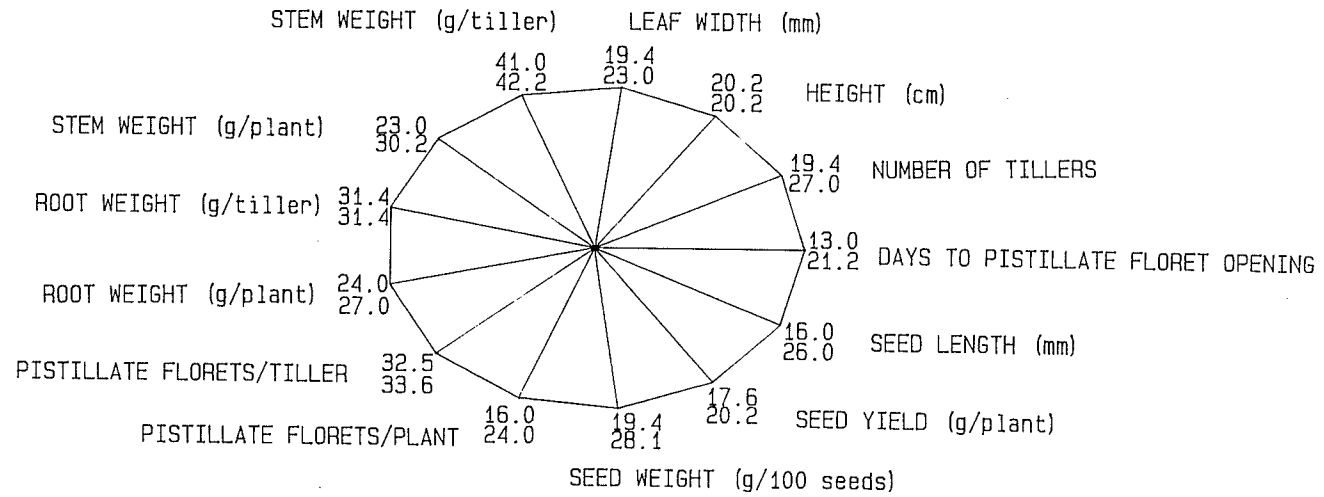 STEM WEIGHT (g/tiller)
41.0
42.2
LEAF WIDTH (mm)
19.4
23.0
20.2
20.2
HEIGHT (cm)
19.4
27.0
NUMBER OF TILLERS
13.0
21.2
DAYS TO PISTILLATE FLORET OPENING
16.0
26.0
SEED LENGTH (mm)
17.6
20.2
SEED YIELD (g/plant)
19.4
28.1
SEED WEIGHT (g/100 seeds)
16.0
24.0
PISTILLATE FLORETS/PLANT
32.5
33.6
PISTILLATE FLORETS/TILLER
24.0
27.0
ROOT WEIGHT (g/plant)
31.4
31.4
ROOT WEIGHT (g/tiller)
23.0
30.2
STEM WEIGHT (g/plant)